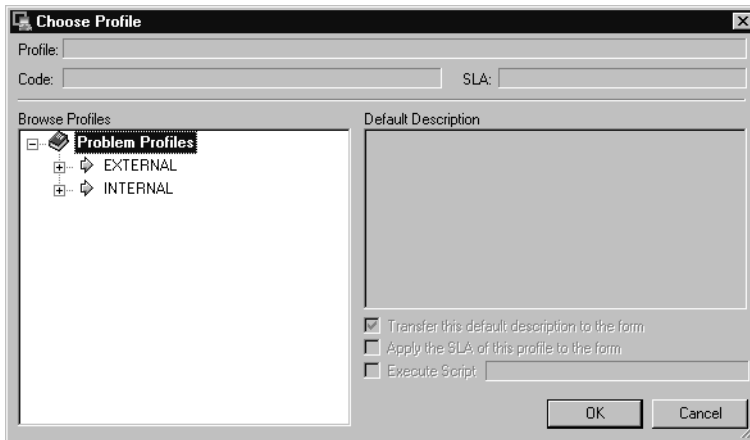 Choose Profile
Profile:
Code: SLA:
Browse Profiles
Problem Profiles
EXTERNAL
INTERNAL
Default Description
Transfer this default description to the form
Apply the SLA of this profile to the form
Execute Script
OK Cancel